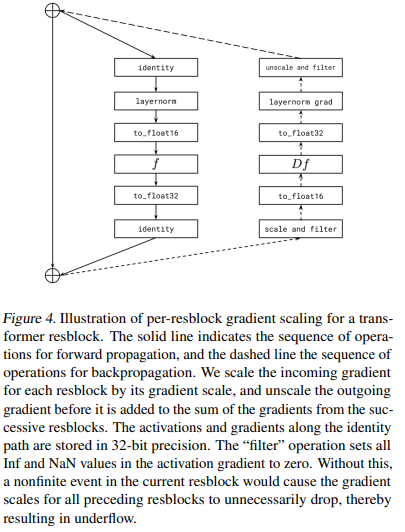 identity
unscale and filter
layernorm
layernorm grad
to_float16
to_float32
f
Df
to_float32
to_float16
identity
scale and filter
Figure 4. Illustration of per-resblock gradient scaling for a trans-
former resblock. The solid line indicates the sequence of opera-
tions for forward propagation, and the dashed line the sequence of
operations for backpropagation. We scale the incoming gradient
for each resblock by its gradient scale, and unscale the outgoing
gradient before it is added to the sum of the gradients from the suc-
cessive resblocks. The activations and gradients along the identity
path are stored in 32-bit precision. The “filter” operation sets all
Inf and NaN values in the activation gradient to zero. Without this,
a nonfinite event in the current resblock would cause the gradient
scales for all preceding resblocks to unnecessarily drop, thereby
resulting in underflow.